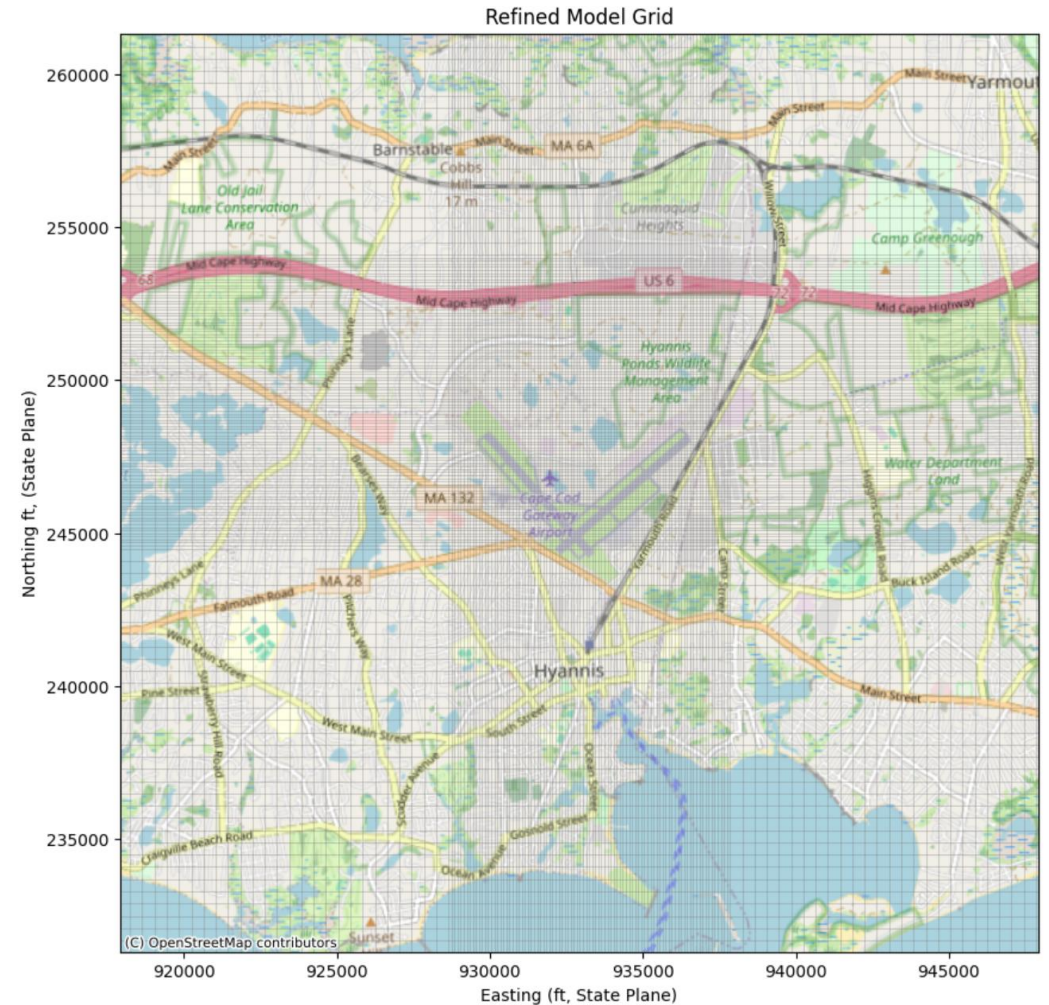 Refined Model Grid
260000
255000
250000
245000
240000
235000
Northing ft, (State Plane)
920000
925000
930000
935000
940000
945000
Easting (ft, State Plane)
Main Street
Yarmout
Main Street
Main Street
MA 6A
Barnstable
Main Street
Cobbs
Hill
17 m
Old Jail
Lane Conservation
Area
Cummaquid
Heights
Willow Street
Camp Greenough
Mid Cape Highway
68
US 6
Mid Cape Highway
72
72
Mid Cape Highway
Phinneys Lane
Hyannis
Ponds Wildlife
Management
Area
Bearses Way
MA 132
Cape Cod
Gateway
Airport
Water Department
Land
Higgins Crowell Road
West Yarmouth Road
Yarmouth Road
Camp Street
Buck Island Road
Phinneys Lane
MA 28
Falmouth Road
Pitchers Way
West Main Street
Hyannis
Pine Street
Strawberry Hill Road
Main Street
West Main Street
South Street
Scudder Avenue
Ocean Street
Gosnold Street
Craigville Beach Road
Ocean Avenue
Sunset
(C) OpenStreetMap contributors